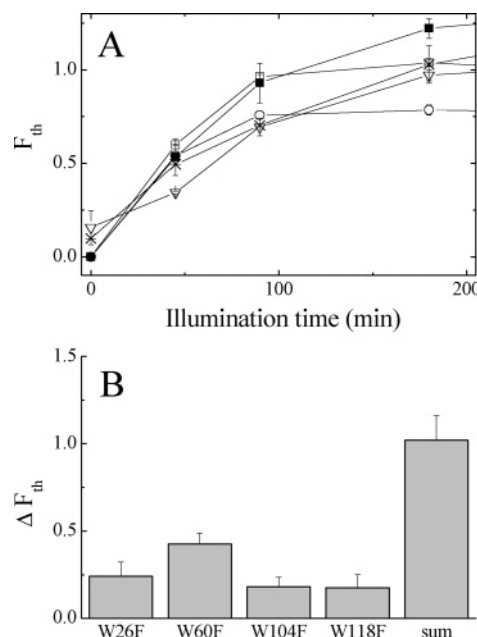 A
1.0
0.5
0.0
F th
0 100 200
Illumination time (min)
B
1.5
1.0
0.5
0.0
Δ F th
W26F W60F W104F W118F sum